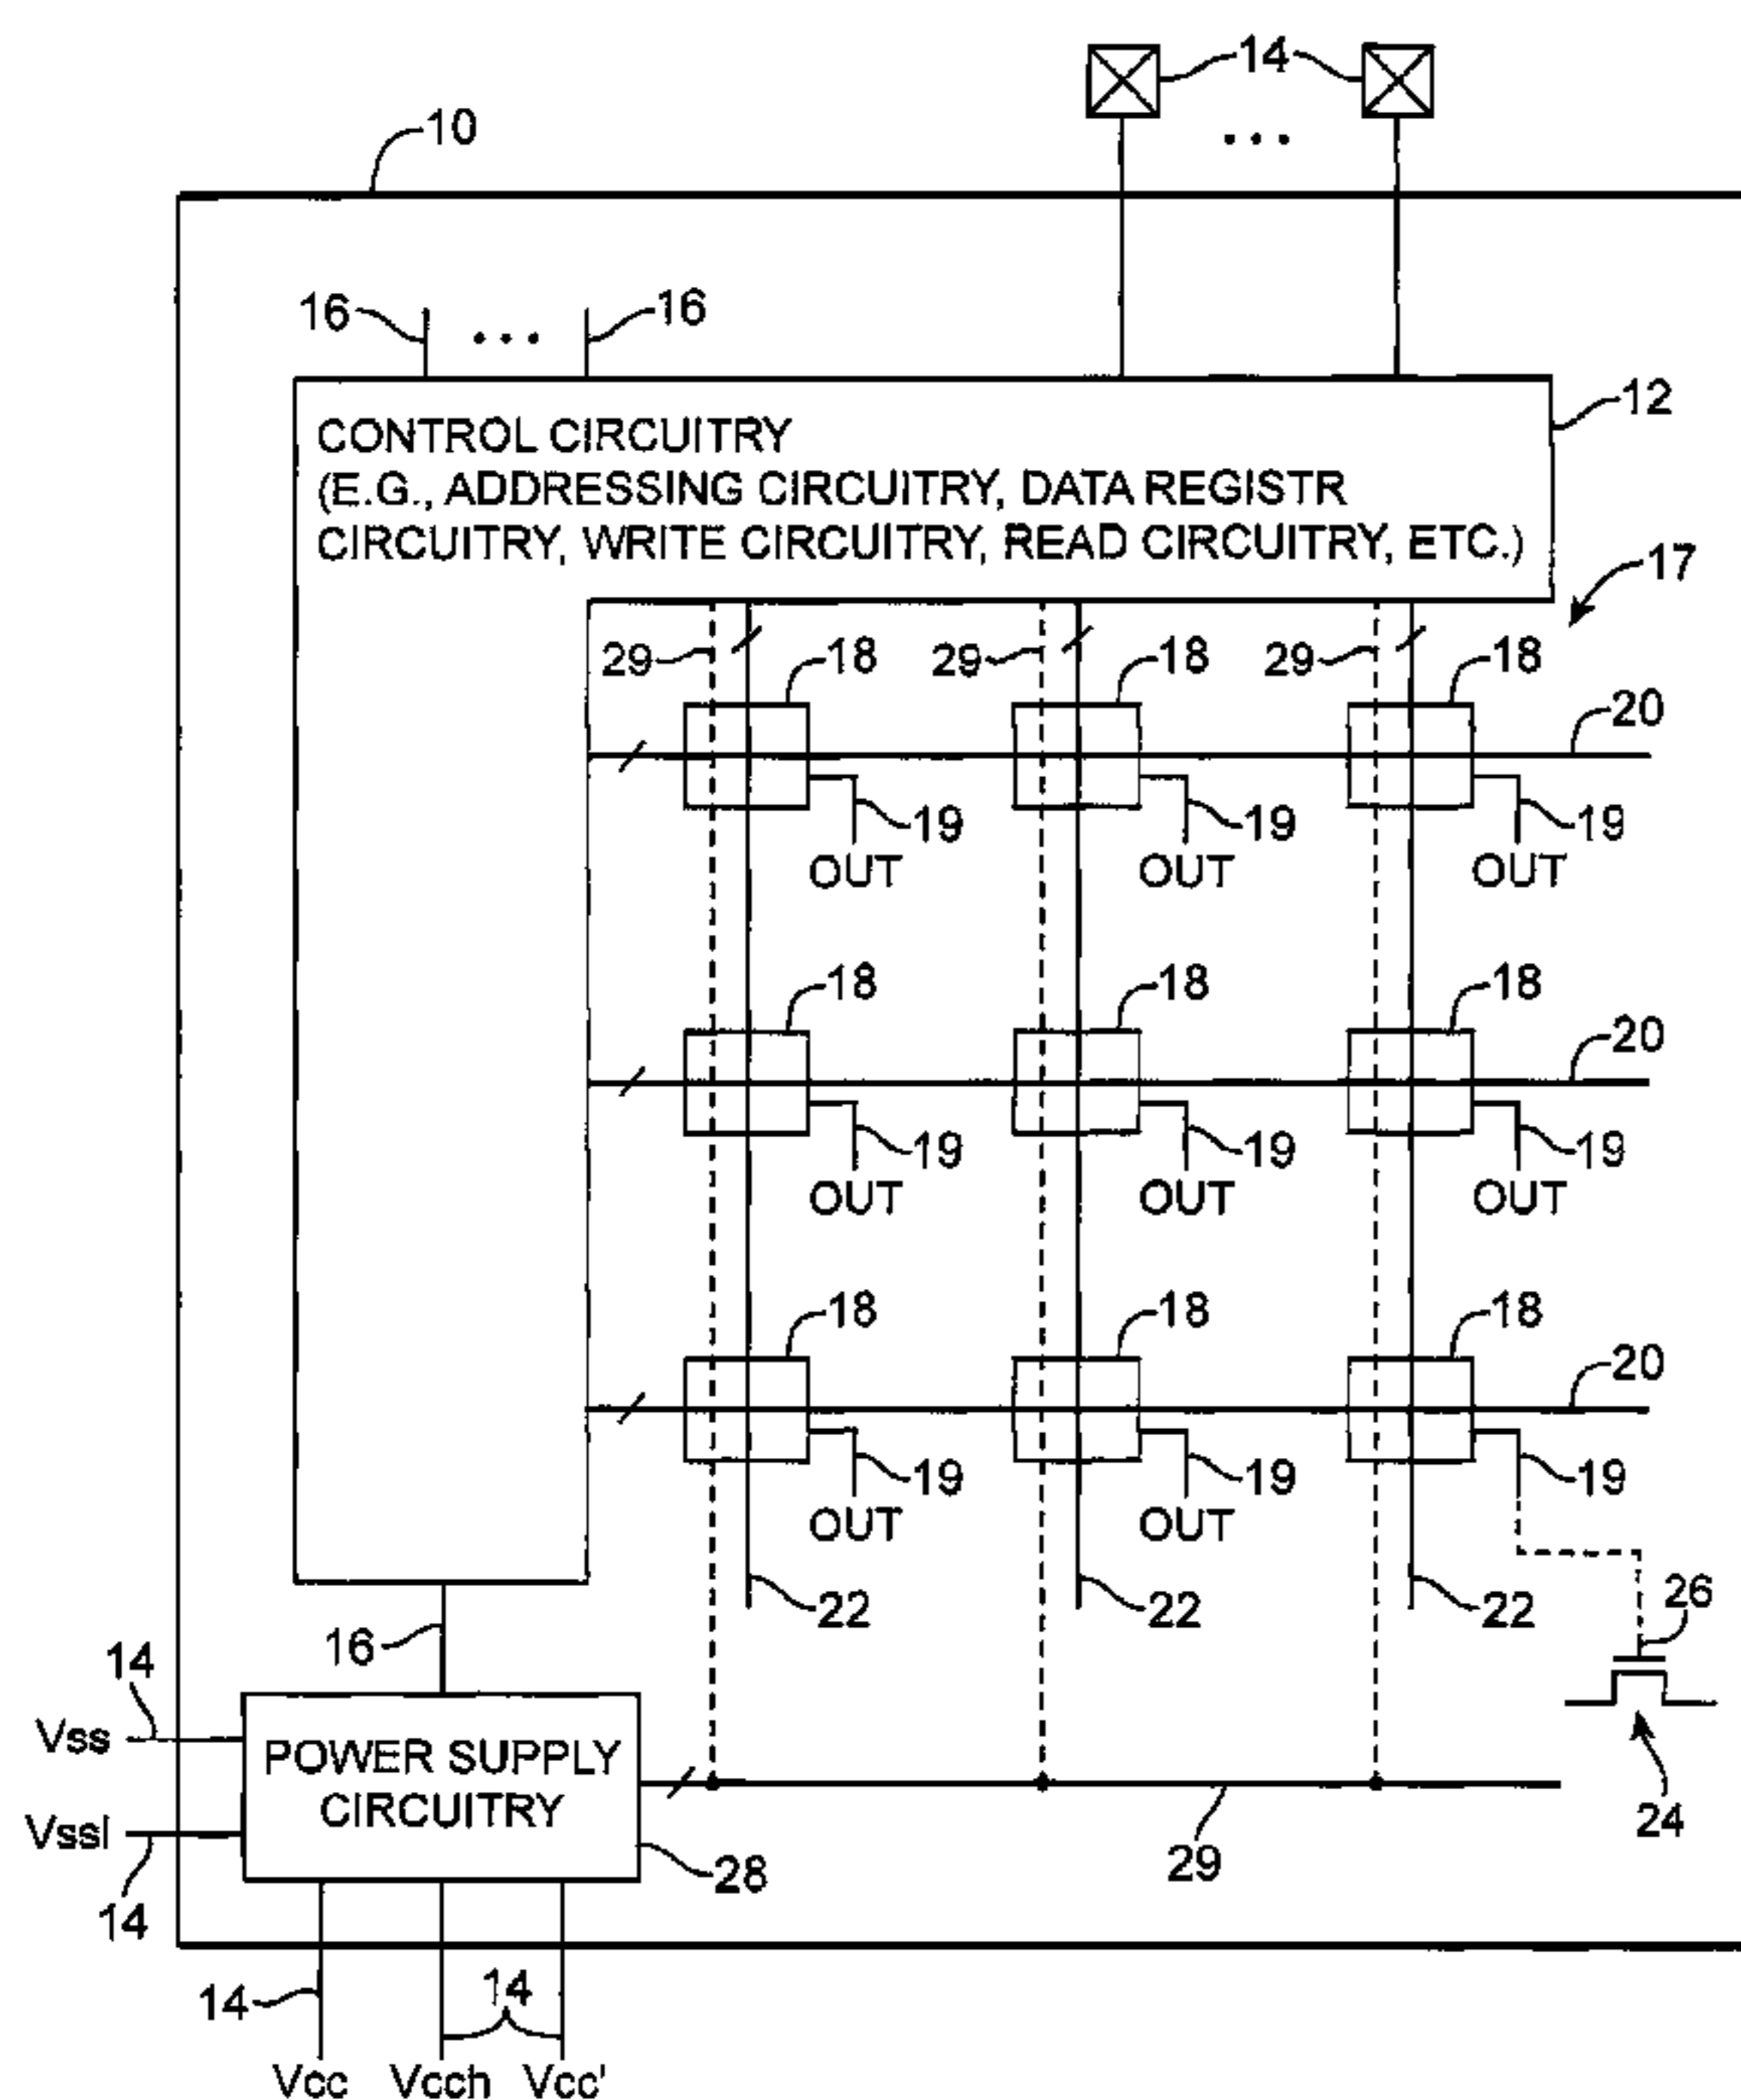 14
10
16 16
12
CONTROL CIRCUITRY
(E.G., ADDRESSING CIRCUITRY, DATA REGISTR
CIRCUITRY, WRITE CIRCUITRY, READ CIRCUITRY, ETC.)
17
29 18 29 18 29 18
20
19 19 19
OUT OUT OUT
18 18 18
20
19 19 19
OUT OUT OUT
18 18 18
20
19 19 19
OUT OUT
22 22 22
26
16
14
Vss
POWER SUPPLY
CIRCUITRY
Vssl
24
28
29
14
14
14
Vcc Vcch Vcc'